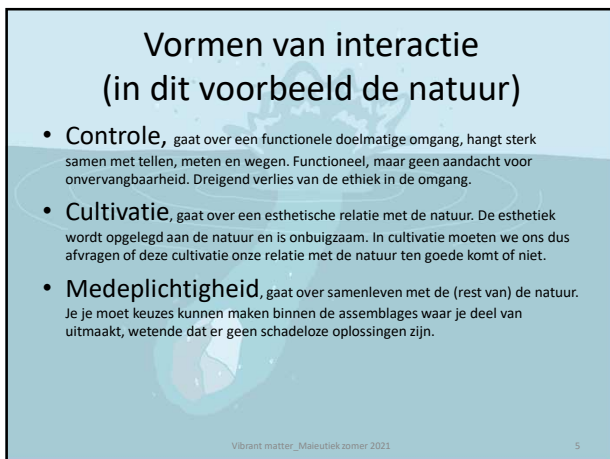 Vormen van interactie
(in dit voorbeeld de natuur)
• Controle, gaat over een functionele doelmatige omgang, hangt sterk
samen met tellen, meten en wegen. Functioneel, maar geen aandacht voor
onvervangbaarheid. Dreigend verlies van de ethiek in de omgang.
• Cultivatie, gaat over een esthetische relatie met de natuur. De esthetiek
wordt opgelegd aan de natuur en is onbuigzaam. In cultivatie moeten we ons dus
afvragen of deze cultivatie onze relatie met de natuur ten goede komt of niet.
• Medeplichtigheid, gaat over samenleven met de (rest van) de natuur.
Je je moet keuzes kunnen maken binnen de assemblages waar je deel van
uitmaakt, wetende dat er geen schadeloze oplossingen zijn.
Vibrant matter_Maieutiek zomer 2021
5